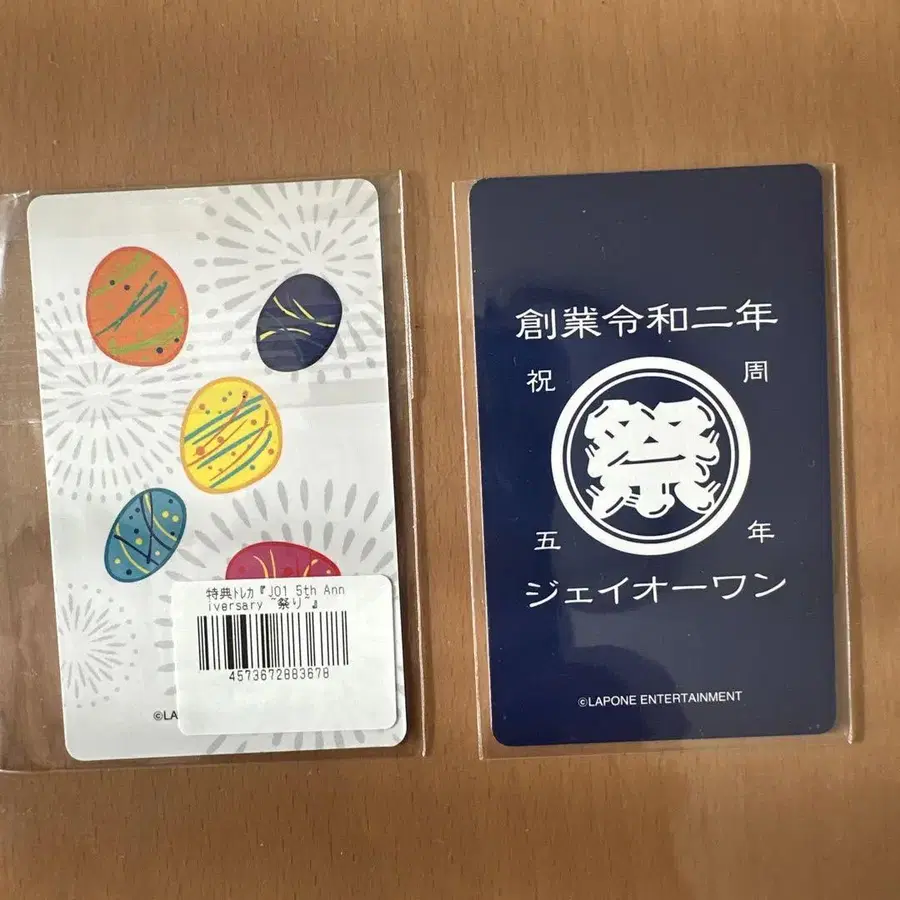 特典ﾄﾚｶ『JO1 5th Ann
iversary ~祭り~』
4573672883678
©LA
創業令和二年
祝 周
祭
五 年
ジェイオーワン
©LAPONE ENTERTAINMENT